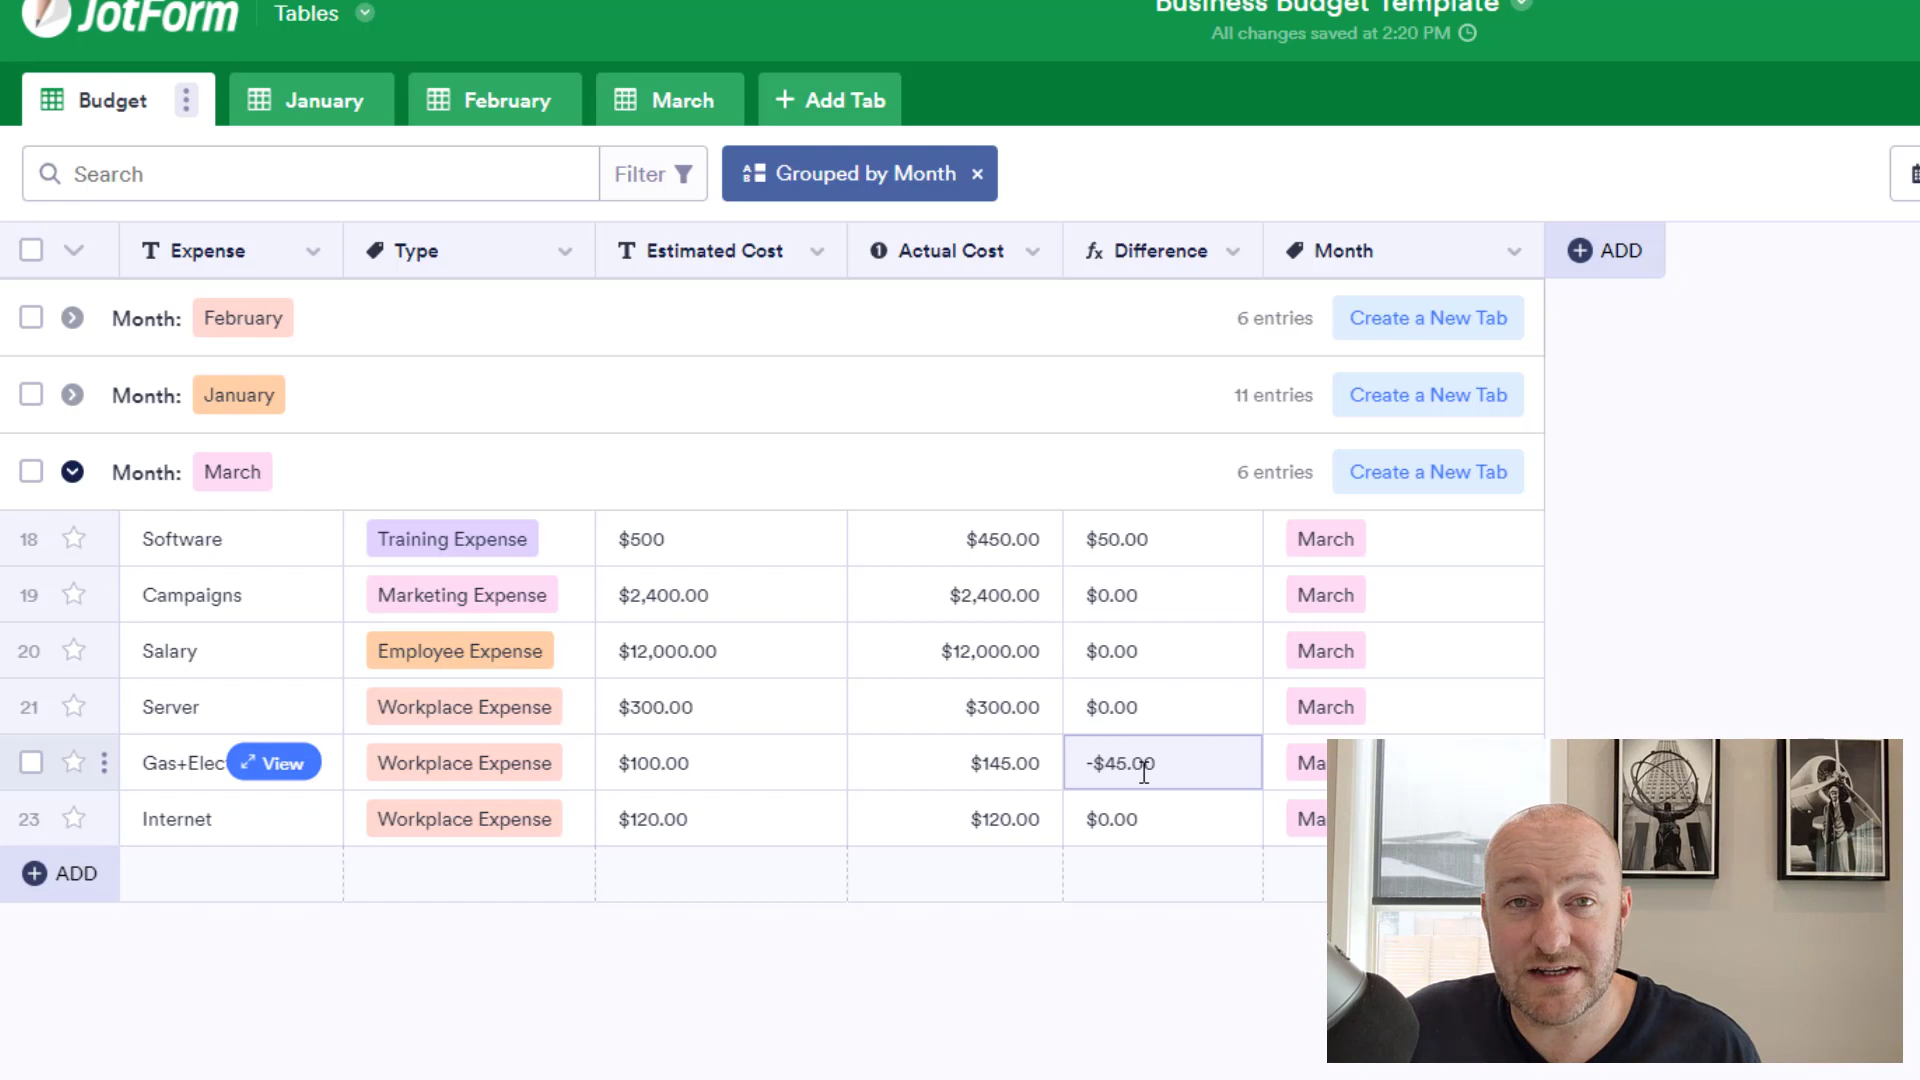 JotForm Tables Business Budget Template
All changes saved at 2:20 PM
Budget January February March + Add Tab
Search Filter Grouped by Month ×
Expense Type Estimated Cost Actual Cost Difference Month ADD
Month: February 6 entries Create a New Tab
Month: January 11 entries Create a New Tab
Month: March 6 entries Create a New Tab
18 Software Training Expense $500 $450.00 $50.00 March
19 Campaigns Marketing Expense $2,400.00 $2,400.00 $0.00 March
20 Salary Employee Expense $12,000.00 $12,000.00 $0.00 March
21 Server Workplace Expense $300.00 $300.00 $0.00 March
Gas+Elec View Workplace Expense $100.00 $145.00 -$45.00 Ma
23 Internet Workplace Expense $120.00 $120.00 $0.00 Ma
ADD